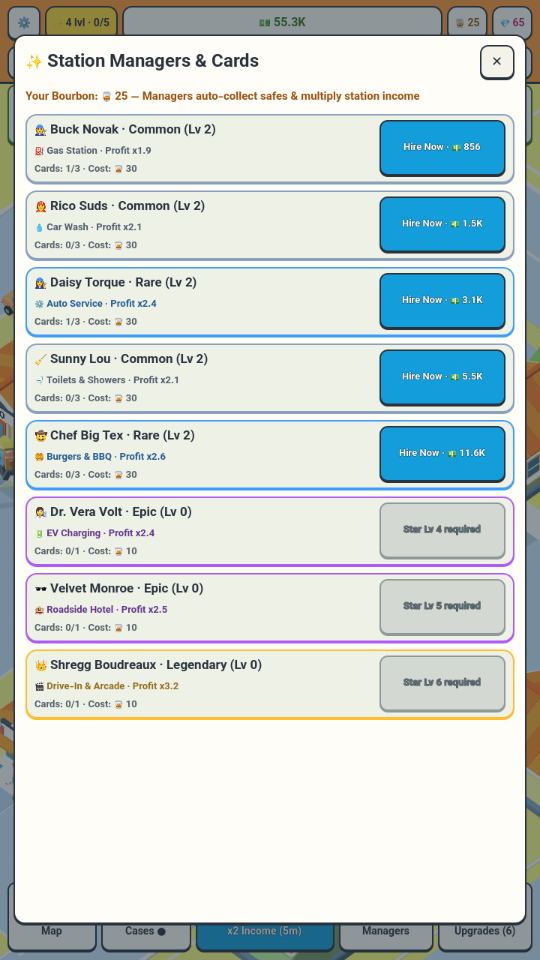 4 lvl · 0/5
55.3K
25
65
Station Managers & Cards
×
Your Bourbon: 25 — Managers auto-collect safes & multiply station income
Buck Novak · Common (Lv 2)
Gas Station · Profit x1.9
Cards: 1/3 · Cost: 30
Hire Now · 856
Rico Suds · Common (Lv 2)
Car Wash · Profit x2.1
Cards: 0/3 · Cost: 30
Hire Now · 1.5K
Daisy Torque · Rare (Lv 2)
Auto Service · Profit x2.4
Cards: 1/3 · Cost: 30
Hire Now · 3.1K
Sunny Lou · Common (Lv 2)
Toilets & Showers · Profit x2.1
Cards: 0/3 · Cost: 30
Hire Now · 5.5K
Chef Big Tex · Rare (Lv 2)
Burgers & BBQ · Profit x2.6
Cards: 0/3 · Cost: 30
Hire Now · 11.6K
Dr. Vera Volt · Epic (Lv 0)
EV Charging · Profit x2.4
Cards: 0/1 · Cost: 10
Star Lv 4 required
Velvet Monroe · Epic (Lv 0)
Roadside Hotel · Profit x2.5
Cards: 0/1 · Cost: 10
Star Lv 5 required
Shregg Boudreaux · Legendary (Lv 0)
Drive-In & Arcade · Profit x3.2
Cards: 0/1 · Cost: 10
Star Lv 6 required
Map
Cases
x2 Income (5m)
Managers
Upgrades (6)